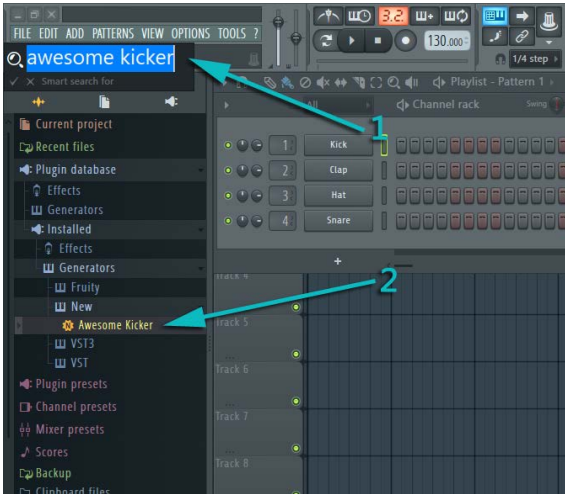 FILE EDIT ADD PATTERNS VIEW OPTIONS TOOLS ?
3.2.
130.000
1/4 step
awesome kicker
Smart search for
1
Playlist - Pattern 1
All
Channel rack
Swing
Current project
Recent files
Plugin database
Effects
Generators
Installed
Effects
Generators
Fruity
New
Awesome Kicker
VST3
VST
Plugin presets
Channel presets
Mixer presets
Scores
Backup
Clipboard files
1 Kick
2 Clap
3 Hat
4 Snare
+
2
Track 4
Track 5
Track 6
Track 7
Track 8